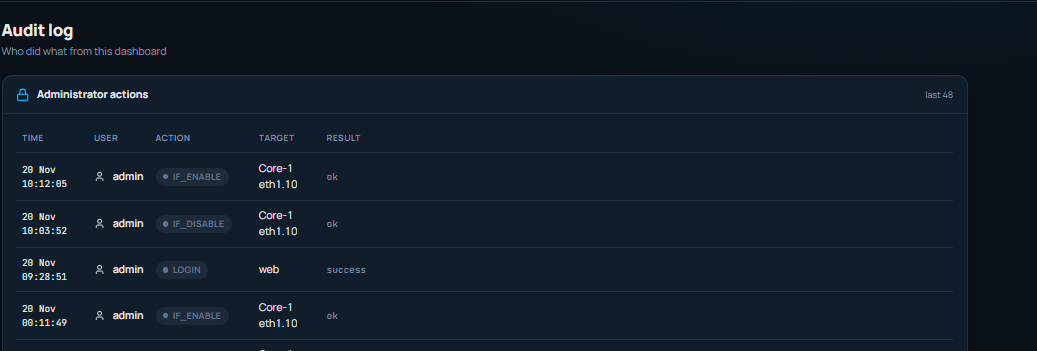 Audit log
Who did what from this dashboard
Administrator actions last 48
TIME USER ACTION TARGET RESULT
20 Nov
10:12:05 admin IF_ENABLE Core-1
eth1.10 ok
20 Nov
10:03:52 admin IF_DISABLE Core-1
eth1.10 ok
20 Nov
09:28:51 admin LOGIN web success
20 Nov
00:11:49 admin IF_ENABLE Core-1
eth1.10 ok